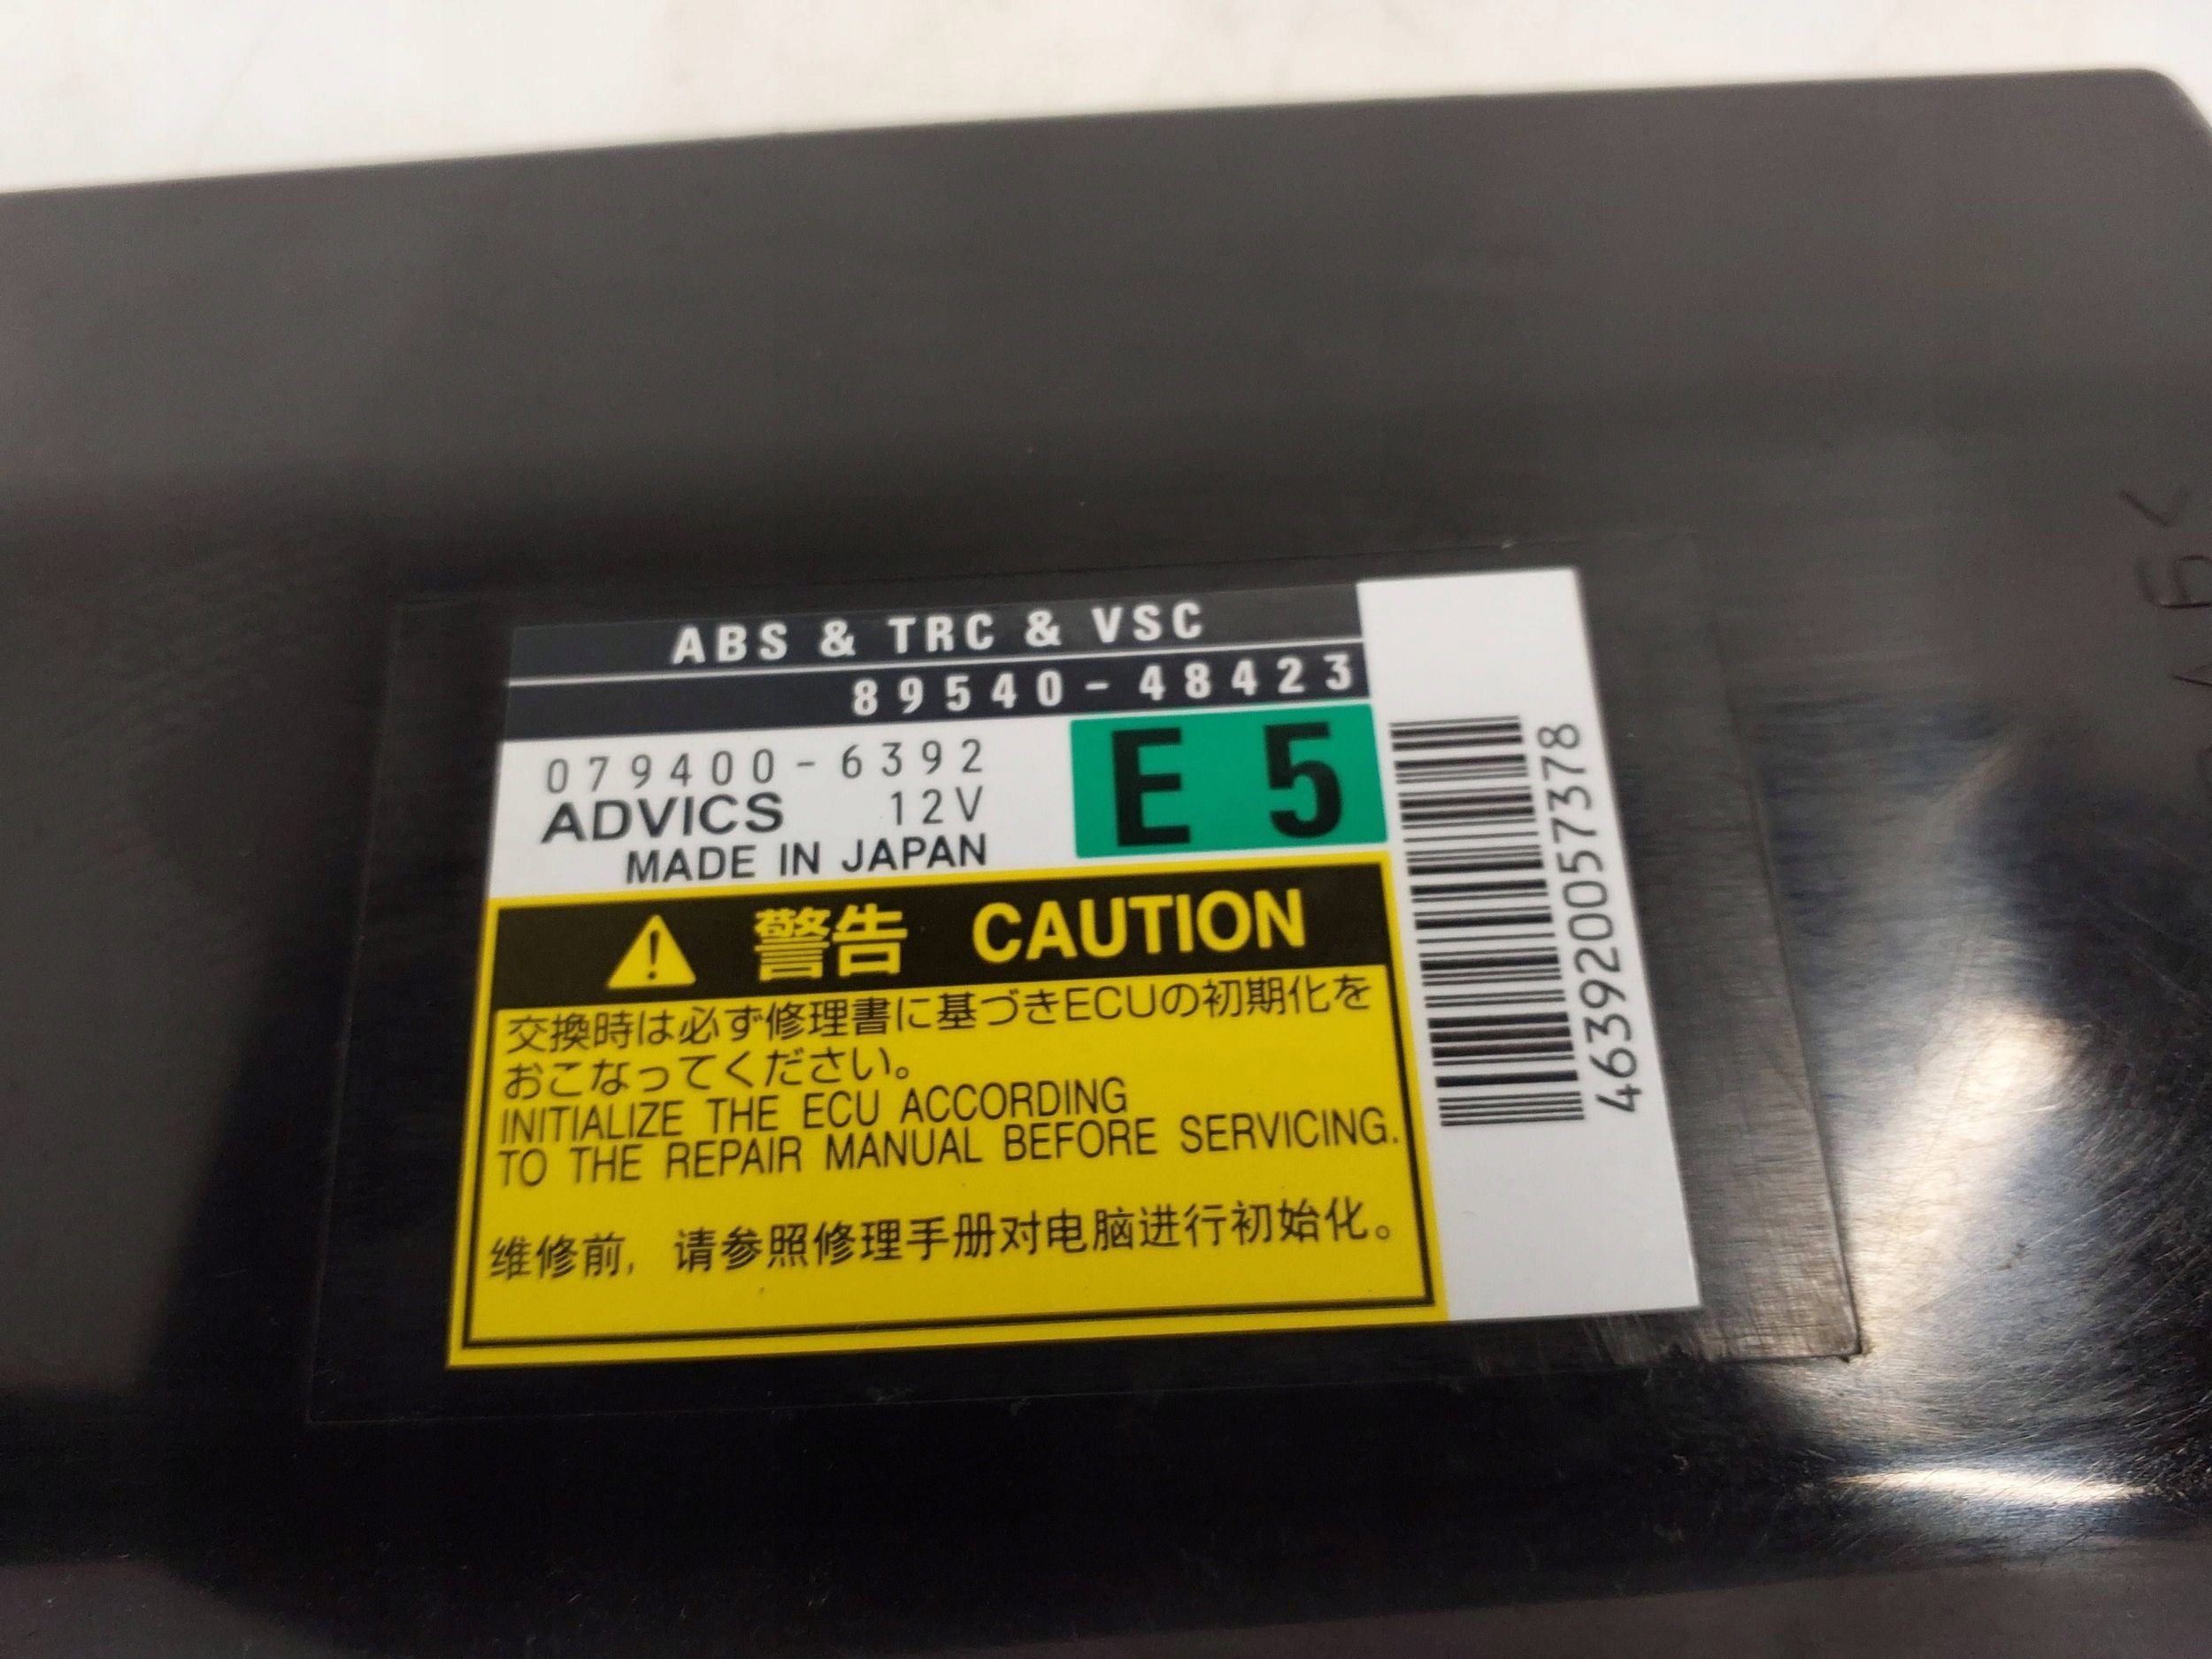 ABS & TRC & VSC
89540-48423
079400-6392
ADVICS 12V
MADE IN JAPAN
E 5
463920057378
警告 CAUTION
交換時は必ず修理書に基づきECUの初期化を
おこなってください。
INITIALIZE THE ECU ACCORDING
TO THE REPAIR MANUAL BEFORE SERVICING.
维修前，请参照修理手册对电脑进行初始化。